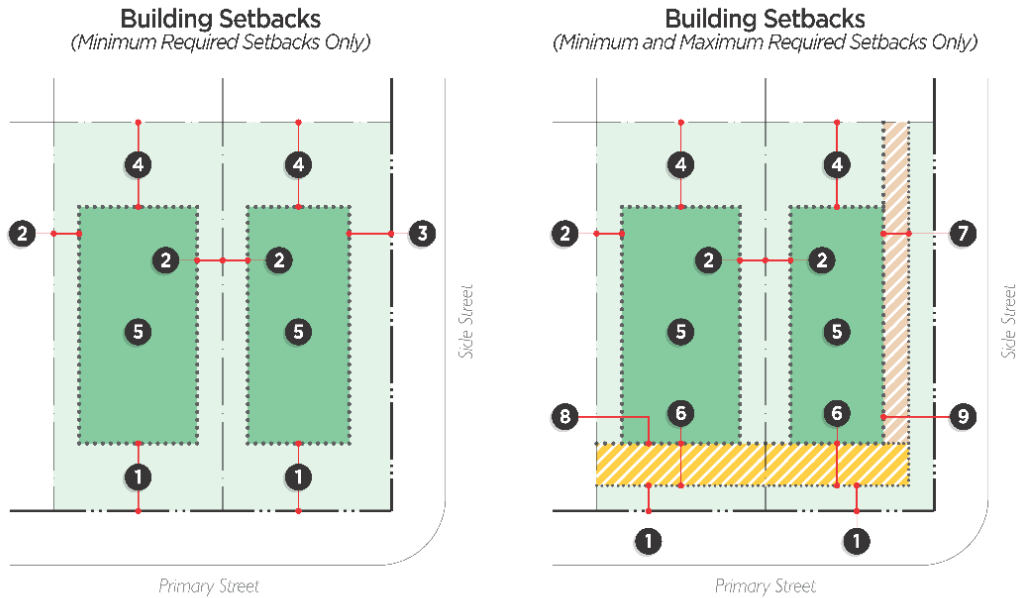 Building Setbacks
(Minimum Required Setbacks Only)
4 4
2 3
2 2
5 5
1 1
Side Street
Primary Street
Building Setbacks
(Minimum and Maximum Required Setbacks Only)
4 4
2 7
2 2
5 5
8 6 6 9
1 1
Side Street
Primary Street